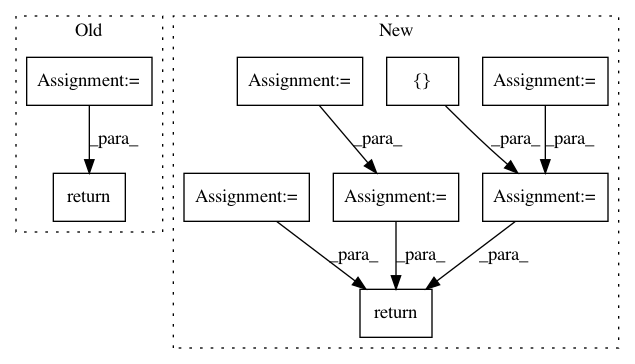 Old
New
Assignment:=
Assignment:=
{}
Assignment:=
_para_
_para_
_para_
_para_
return
Assignment:=
Assignment:=
Assignment:=
_para_
_para_
_para_
return